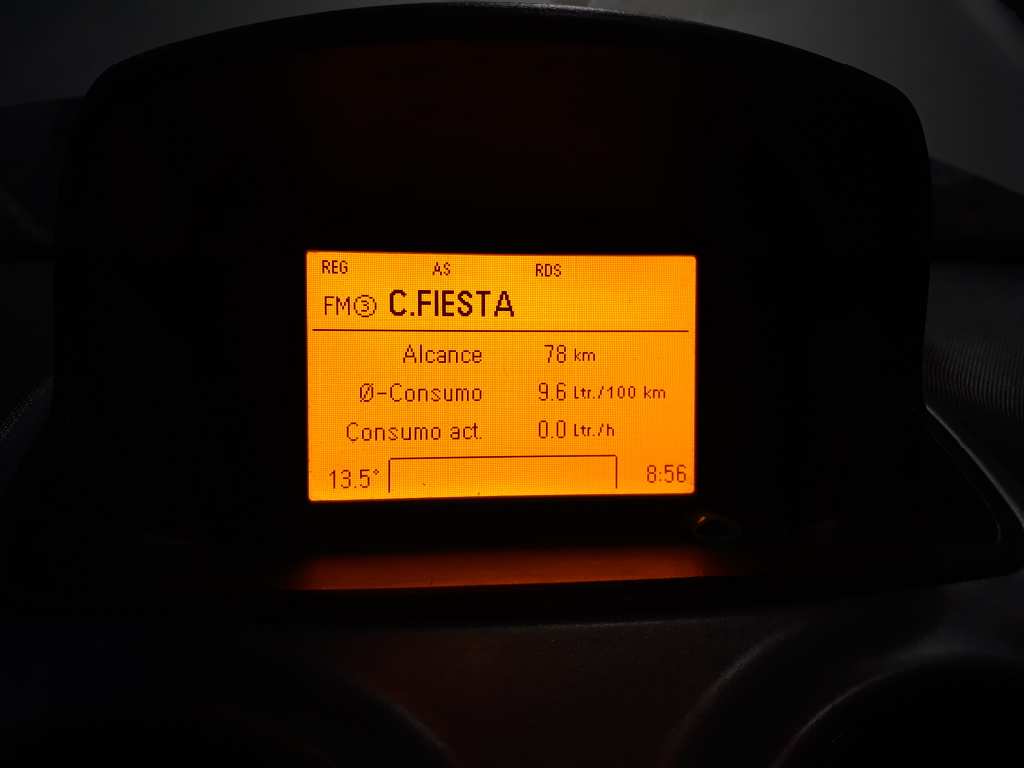 REG AS RDS
FM③ C.FIESTA
Alcance 78 km
Ø-Consumo 9.6 Ltr./100 km
Consumo act. 0.0 Ltr./h
13.5° 8:56